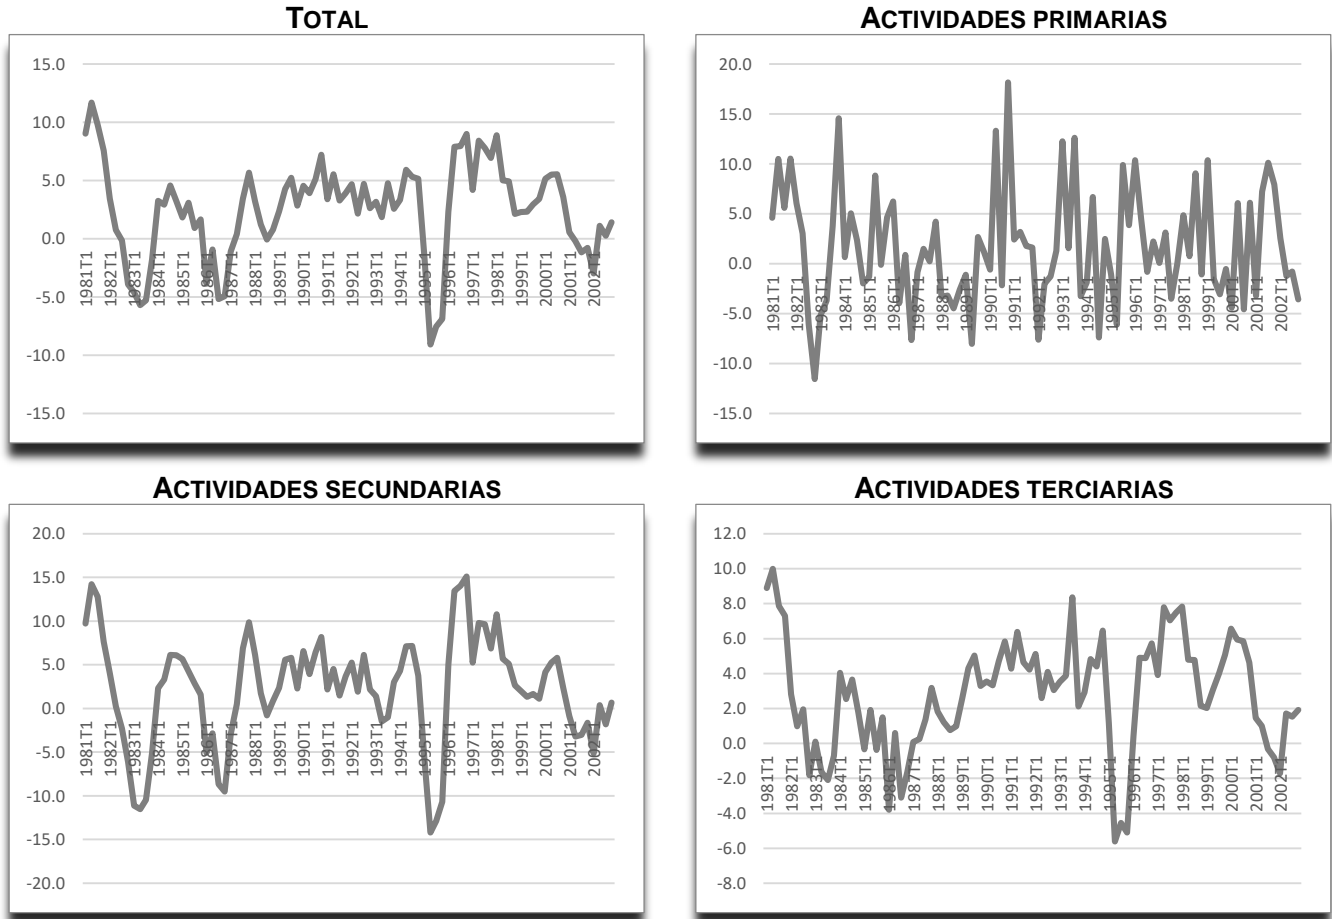 TOTAL
15.0
10.0
5.0
0.0
-5.0
-10.0
-15.0
1981T1
1982T1
1983T1
1984T1
1985T1
1986T1
1987T1
1988T1
1989T1
1990T1
1991T1
1992T1
1993T1
1994T1
1995T1
1996T1
1997T1
1998T1
1999T1
2000T1
2001T1
2002T1
ACTIVIDADES PRIMARIAS
20.0
15.0
10.0
5.0
0.0
-5.0
-10.0
-15.0
1981T1
1982T1
1983T1
1984T1
1985T1
1986T1
1987T1
1988T1
1989T1
1990T1
1991T1
1992T1
1993T1
1994T1
1995T1
1996T1
1997T1
1998T1
1999T1
2000T1
2001T1
2002T1
ACTIVIDADES SECUNDARIAS
20.0
15.0
10.0
5.0
0.0
-5.0
-10.0
-15.0
-20.0
1981T1
1982T1
1983T1
1984T1
1985T1
1986T1
1987T1
1988T1
1989T1
1990T1
1991T1
1992T1
1993T1
1994T1
1995T1
1996T1
1997T1
1998T1
1999T1
2000T1
2001T1
2002T1
ACTIVIDADES TERCIARIAS
12.0
10.0
8.0
6.0
4.0
2.0
0.0
-2.0
-4.0
-6.0
-8.0
1981T1
1982T1
1983T1
1984T1
1985T1
1986T1
1987T1
1988T1
1989T1
1990T1
1991T1
1992T1
1993T1
1994T1
1995T1
1996T1
1997T1
1998T1
1999T1
2000T1
2001T1
2002T1